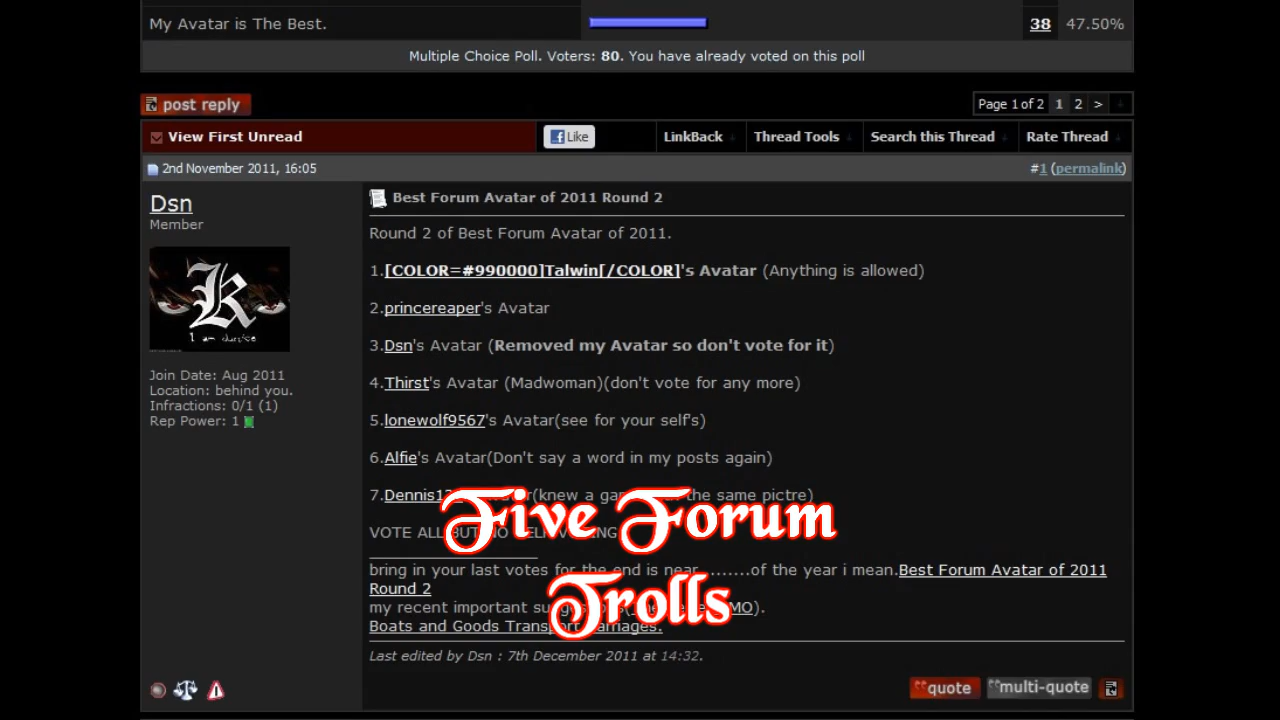 My Avatar is The Best. 38 47.50%
Multiple Choice Poll. Voters: 80. You have already voted on this poll
post reply Page 1 of 2 1 2 >
View First Unread Like LinkBack Thread Tools Search this Thread Rate Thread
2nd November 2011, 16:05 #1 (permalink)
Dsn
Member
K
I am
Join Date: Aug 2011
Location: behind you.
Infractions: 0/1 (1)
Rep Power: 1
Best Forum Avatar of 2011 Round 2
Round 2 of Best Forum Avatar of 2011.
1.[COLOR=#990000]Talwin[/COLOR]'s Avatar (Anything is allowed)
2.princereaper's Avatar
3.Dsn's Avatar (Removed my Avatar so don't vote for it)
4.Thirst's Avatar (Madwoman)(don't vote for any more)
5.lonewolf9567's Avatar(see for your self's)
6.Alfie's Avatar(Don't say a word in my posts again)
7.Dennis1 (knew a the same pictre)
VOTE ALL BUT NO
Five Forum
Trolls
bring in your last votes for the end is near........of the year i mean.Best Forum Avatar of 2011
Round 2
my recent important MO).
Boats and Goods Transport Carriages.
Last edited by Dsn : 7th December 2011 at 14:32.
quote multi-quote